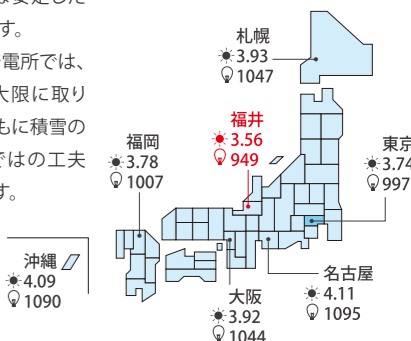 す。
電所では、
大限に取り
もに積雪の
ではの工夫
す。
札幌
3.93
1047
福井
3.56
949
福岡
3.78
1007
東京
3.74
997
沖縄
4.09
1090
名古屋
4.11
1095
大阪
3.92
1044